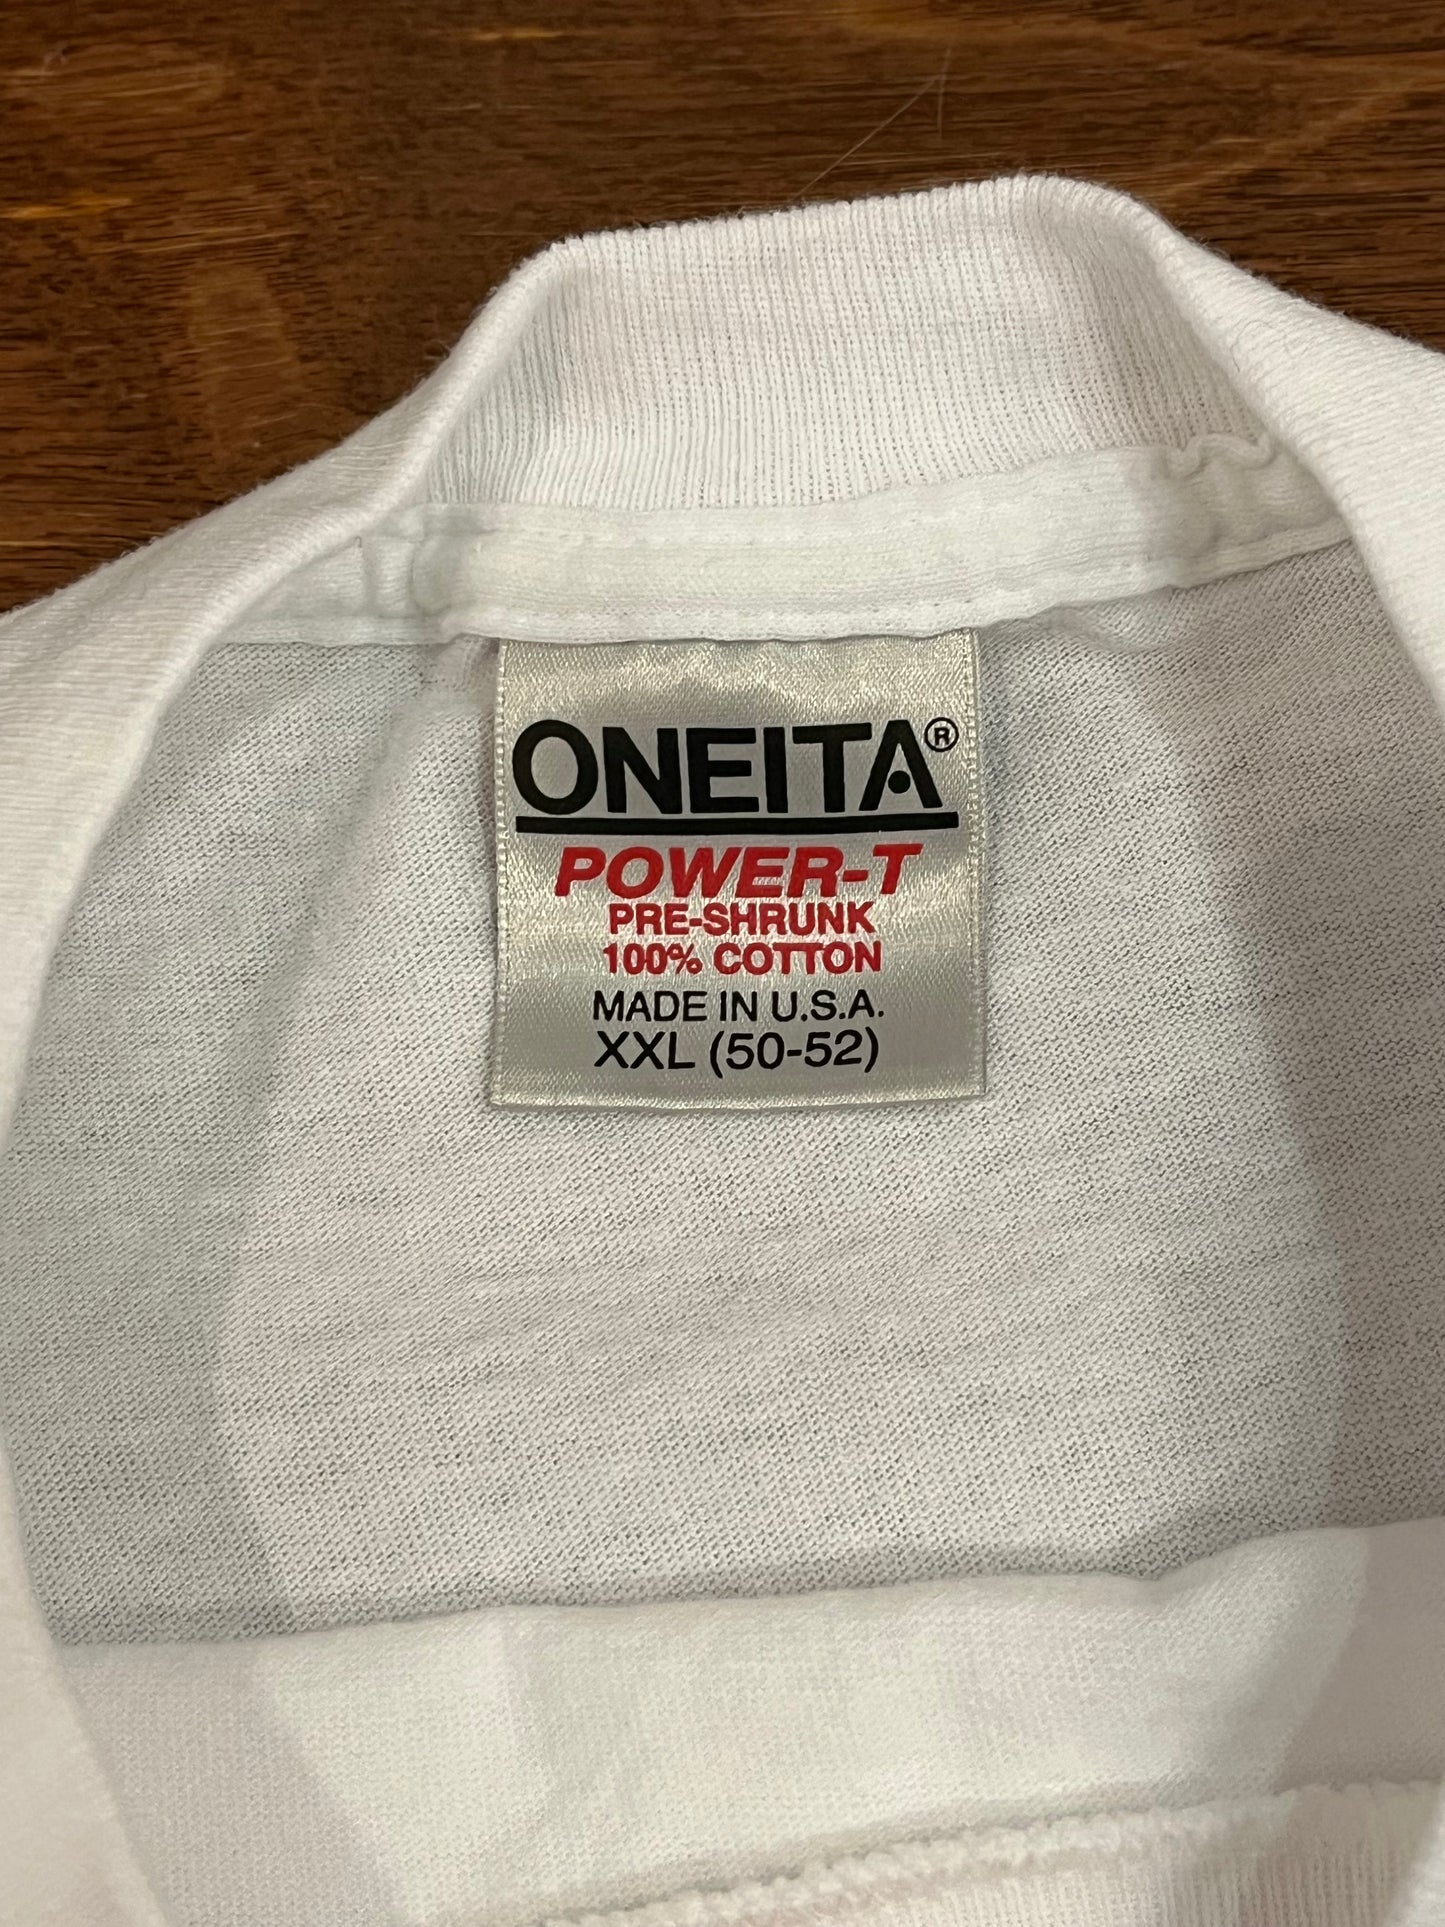 ONEITA®
POWER-T
PRE-SHRUNK
100% COTTON
MADE IN U.S.A.
XXL (50-52)